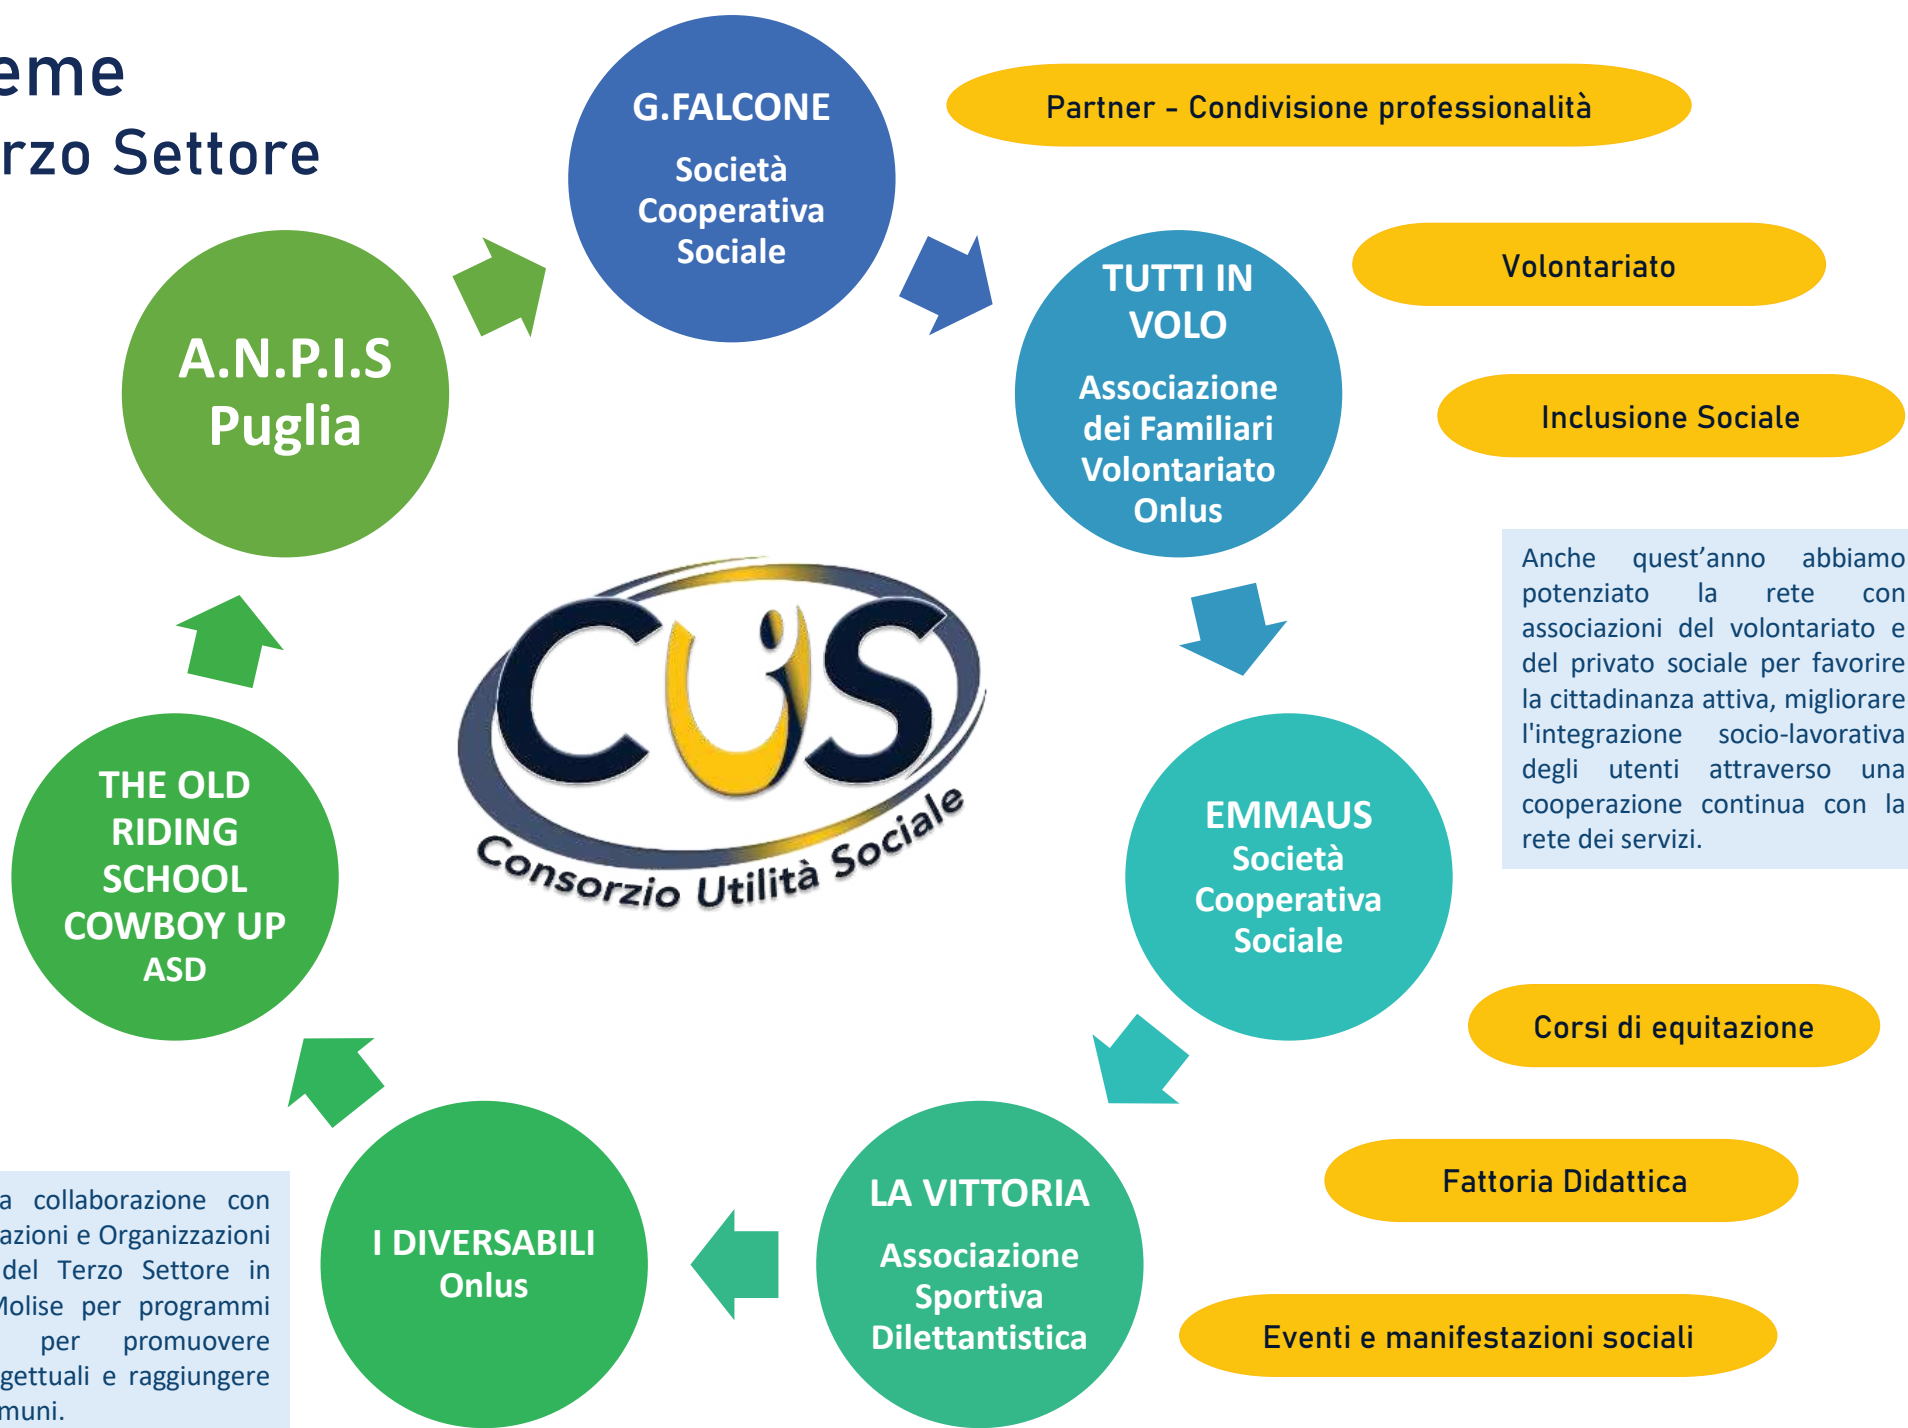 eme
rzo Settore
G.FALCONE
Società
Cooperativa
Sociale
Partner - Condivisione professionalità
Volontariato
TUTTI IN
VOLO
Associazione
dei Familiari
Volontariato
Onlus
Inclusione Sociale
A.N.P.I.S
Puglia
Anche quest’anno abbiamo
potenziato la rete con
associazioni del volontariato e
del privato sociale per favorire
la cittadinanza attiva, migliorare
l'integrazione socio-lavorativa
degli utenti attraverso una
cooperazione continua con la
rete dei servizi.
CUS
Consorzio Utilità Sociale
THE OLD
RIDING
SCHOOL
COWBOY UP
ASD
EMMAUS
Società
Cooperativa
Sociale
Corsi di equitazione
Fattoria Didattica
Eventi e manifestazioni sociali
LA VITTORIA
Associazione
Sportiva
Dilettantistica
I DIVERSABILI
Onlus
a collaborazione con
azioni e Organizzazioni
del Terzo Settore in
Molise per programmi
per promuovere
gettuali e raggiungere
muni.